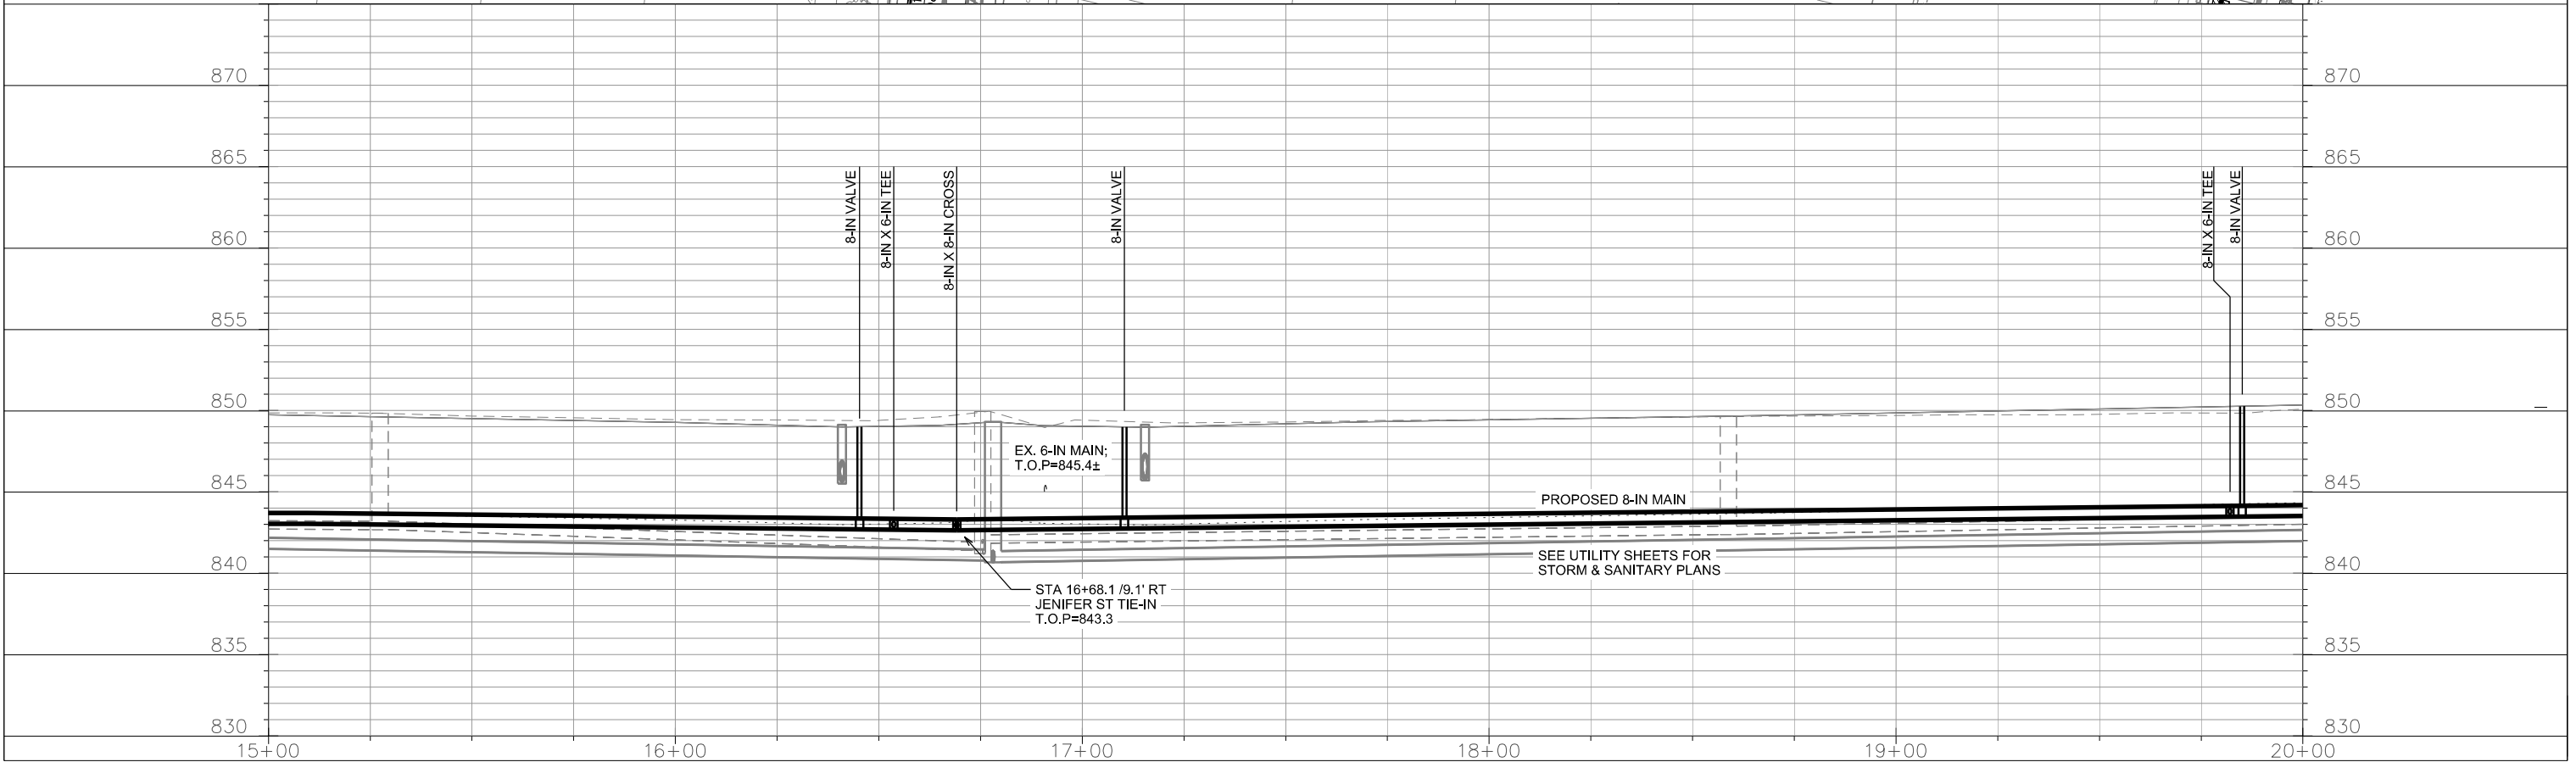 870
870
865
865
8-IN VALVE
8-IN X 6-IN TEE
8-IN X 8-IN CROSS
8-IN VALVE
8-IN X 6-IN TEE
8-IN VALVE
860
860
855
855
850
850
EX. 6-IN MAIN;
T.O.P=845.4±
845
845
PROPOSED 8-IN MAIN
SEE UTILITY SHEETS FOR
STORM & SANITARY PLANS
840
840
STA 16+68.1 /9.1' RT
JENIFER ST TIE-IN
T.O.P=843.3
835
835
830
830
15+00
16+00
17+00
18+00
19+00
20+00